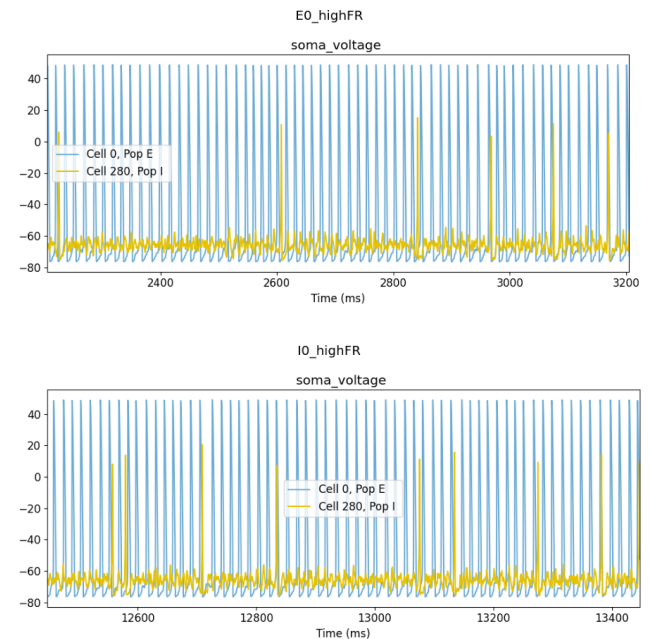 E0_highFR
soma_voltage
40
20
0
−20
−40
−60
−80
Cell 0, Pop E
Cell 280, Pop I
2400 2600 2800 3000 3200
Time (ms)
I0_highFR
soma_voltage
40
20
0
−20
−40
−60
−80
Cell 0, Pop E
Cell 280, Pop I
12600 12800 13000 13200 13400
Time (ms)